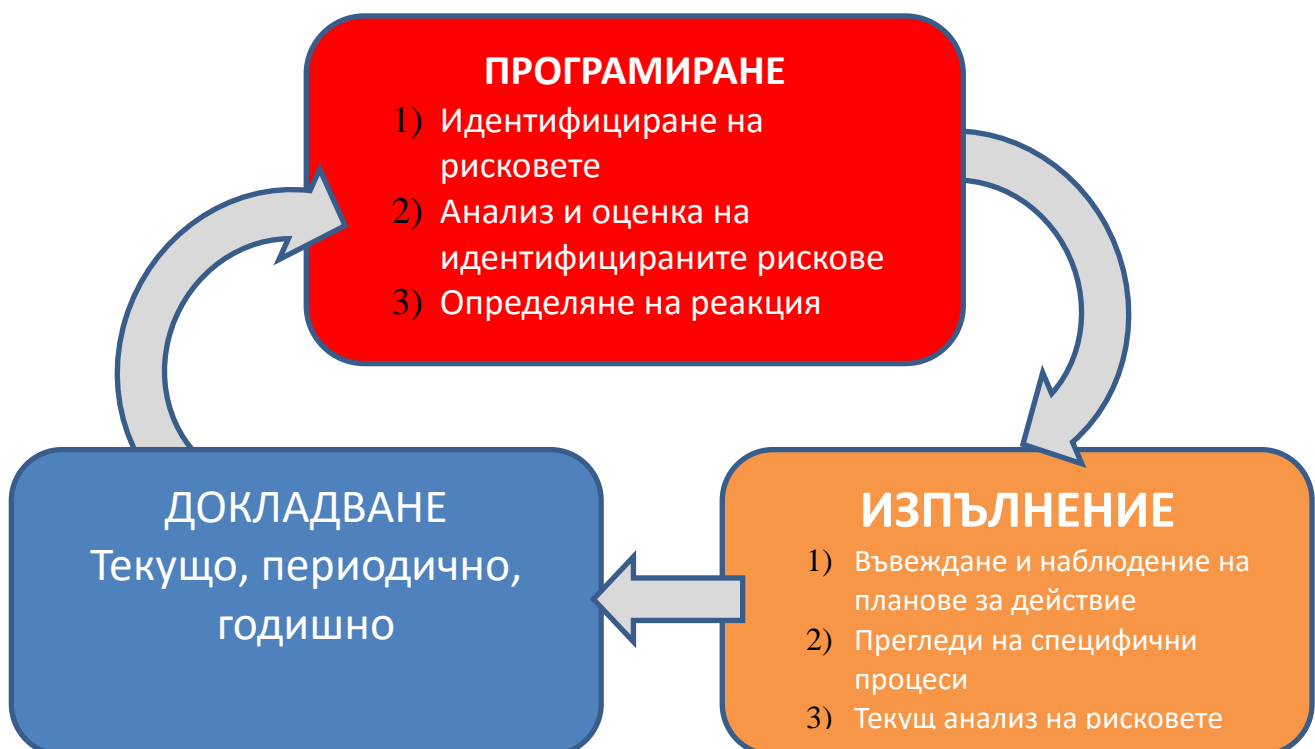 ПРОГРАМИРАНЕ
1) Идентифициране на
рисковете
2) Анализ и оценка на
идентифицираните рискове
3) Определяне на реакция
ДОКЛАДВАНЕ
Текущо, периодично,
годишно
ИЗПЪЛНЕНИЕ
1) Въвеждане и наблюдение на
планове за действие
2) Прегледи на специфични
процеси
3) Текущ анализ на рисковете